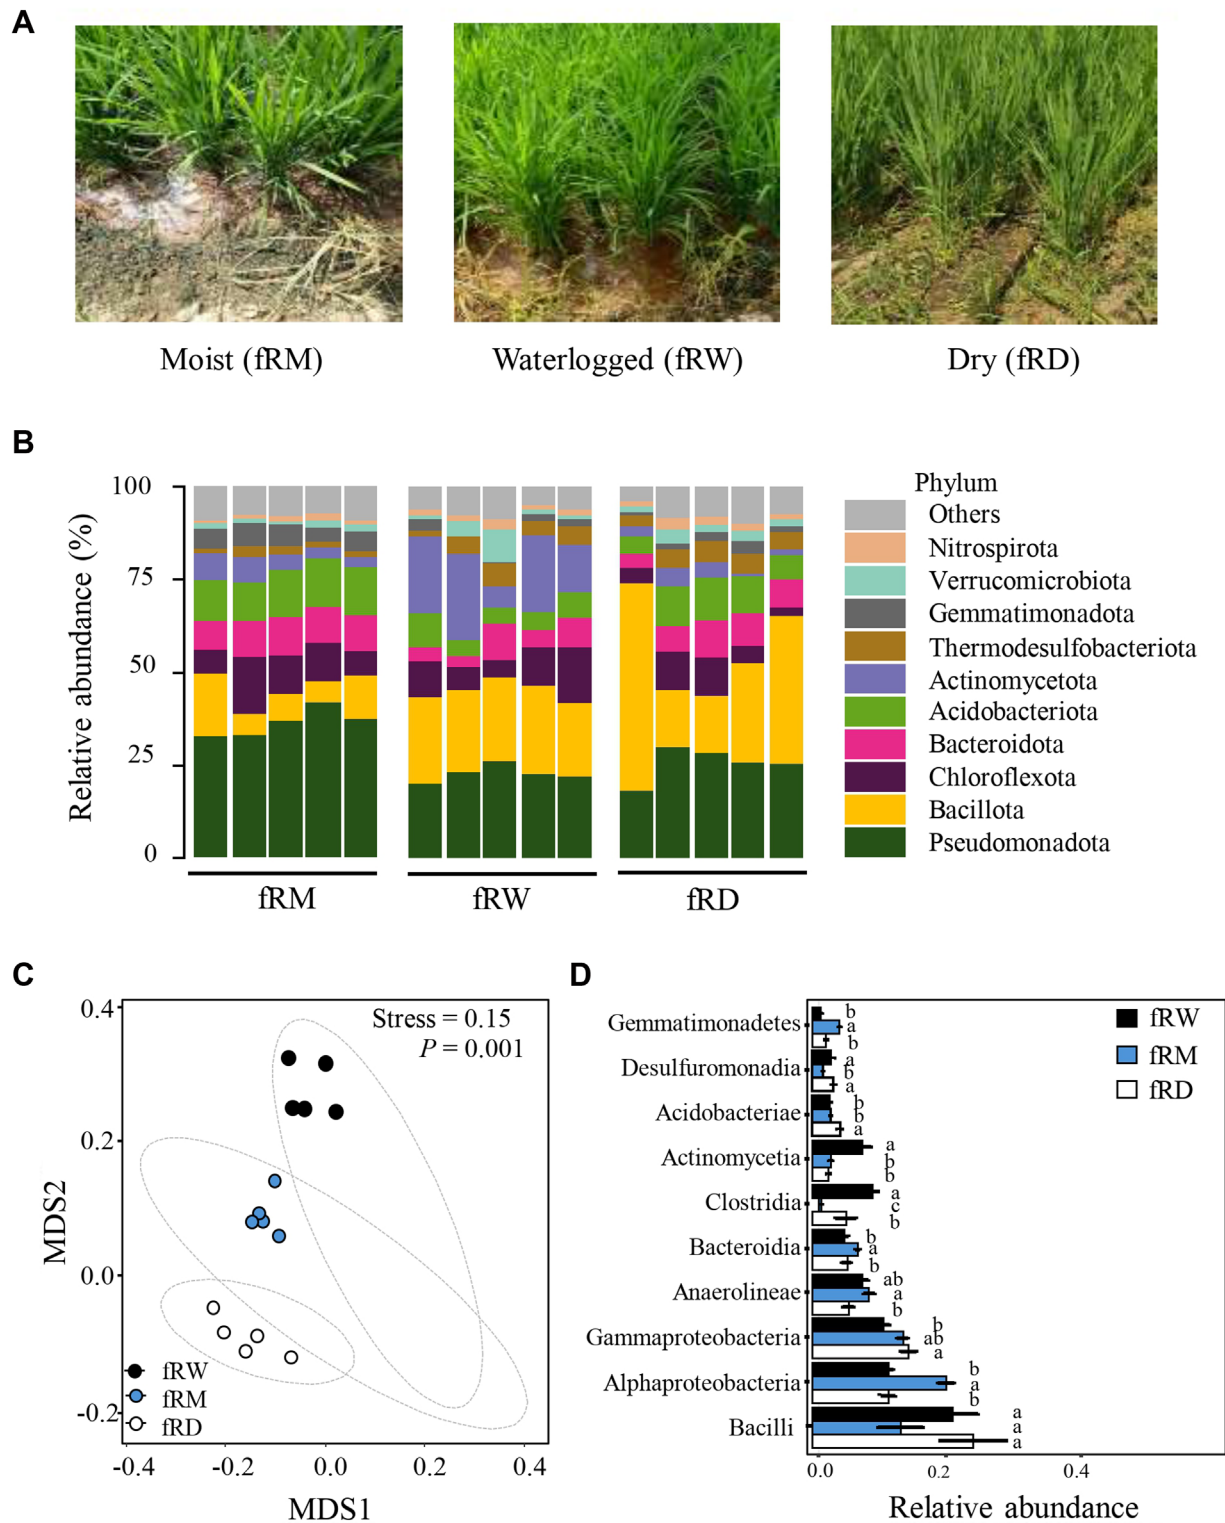 A
Moist (fRM)
Waterlogged (fRW)
Dry (fRD)
B
Relative abundance (%)
100
75
50
25
0
fRM
fRW
fRD
Phylum
Others
Nitrospirota
Verrucomicrobiota
Gemmatimonadota
Thermodesulfobacteriota
Actinomycetota
Acidobacteriota
Bacteroidota
Chloroflexota
Bacillota
Pseudomonadota
C
Stress = 0.15
P = 0.001
MDS2
0.4
0.2
0.0
-0.2
fRW
fRM
fRD
-0.4
-0.2
0.0
0.2
0.4
MDS1
D
Gemmatimonadetes
b
a
b
Desulfuromonadia
a
b
a
Acidobacteriae
b
b
a
Actinomycetia
a
b
b
Clostridia
a
c
b
Bacteroidia
b
a
b
Anaerolineae
ab
a
b
Gammaproteobacteria
b
ab
a
Alphaproteobacteria
b
a
b
Bacilli
a
a
a
fRW
fRM
fRD
0.0
0.2
0.4
Relative abundance